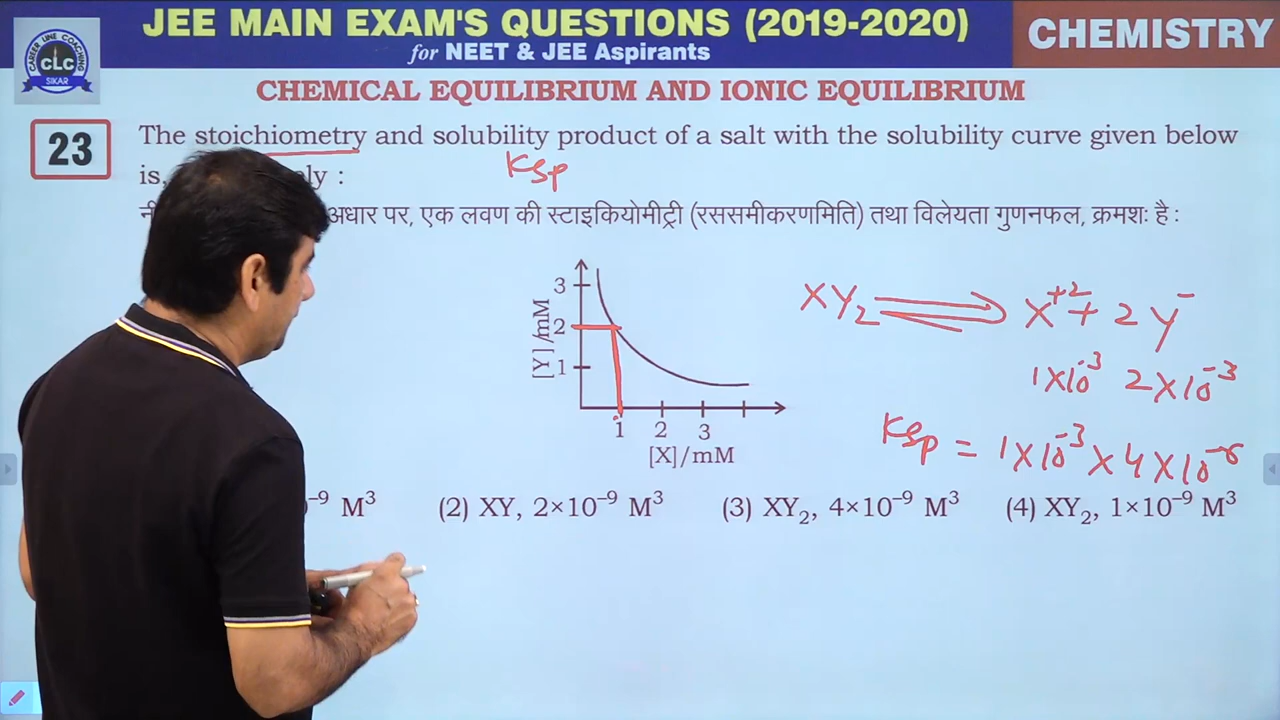 JEE MAIN EXAM'S QUESTIONS (2019-2020)
for NEET & JEE Aspirants
CHEMISTRY
CAREER LINE COACHING
CLC
SIKAR
CHEMICAL EQUILIBRIUM AND IONIC EQUILIBRIUM
23
The stoichiometry and solubility product of a salt with the solubility curve given below
is, ly :
Ksp
अधार पर, एक लवण की स्टाइकियोमीट्री (रससमीकरणमिति) तथा विलेयता गुणनफल, क्रमशः है :
3
2
1
[Y]/mM
1 2 3
[X]/mM
XY₂ ⇌ X⁺² + 2Y⁻
1×10⁻³ 2×10⁻³
Ksp = 1×10⁻³ × 4×10⁻⁶
⁻⁹ M³ (2) XY, 2×10⁻⁹ M³ (3) XY₂, 4×10⁻⁹ M³ (4) XY₂, 1×10⁻⁹ M³